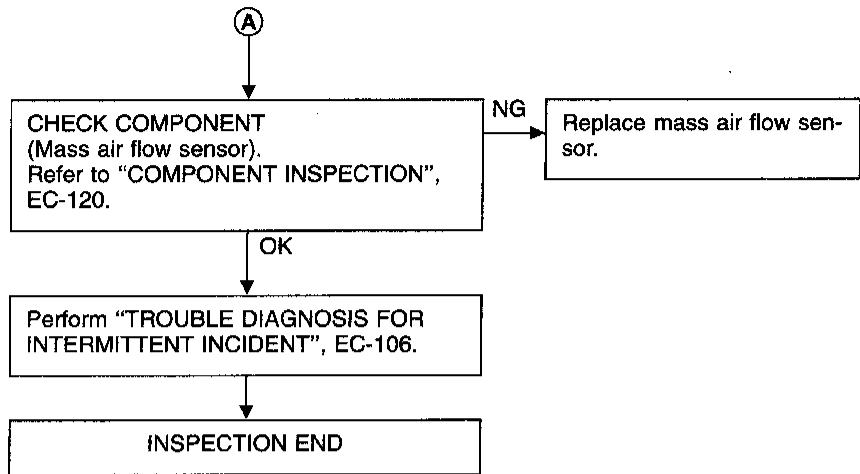 A
CHECK COMPONENT
(Mass air flow sensor).
Refer to “COMPONENT INSPECTION”,
EC-120.
NG
Replace mass air flow sen-
sor.
OK
Perform “TROUBLE DIAGNOSIS FOR
INTERMITTENT INCIDENT”, EC-106.
INSPECTION END